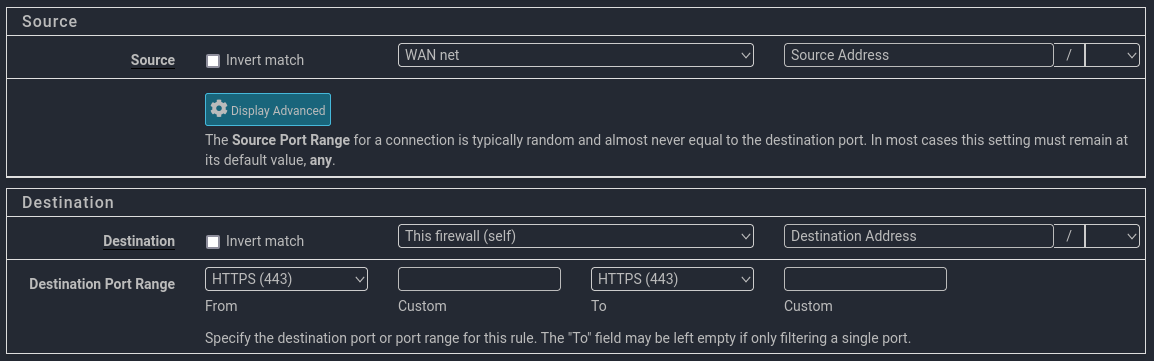 Source
Source Invert match WAN net Source Address /
Display Advanced
The Source Port Range for a connection is typically random and almost never equal to the destination port. In most cases this setting must remain at
its default value, any.
Destination
Destination Invert match This firewall (self) Destination Address /
Destination Port Range HTTPS (443) HTTPS (443)
From Custom To Custom
Specify the destination port or port range for this rule. The "To" field may be left empty if only filtering a single port.